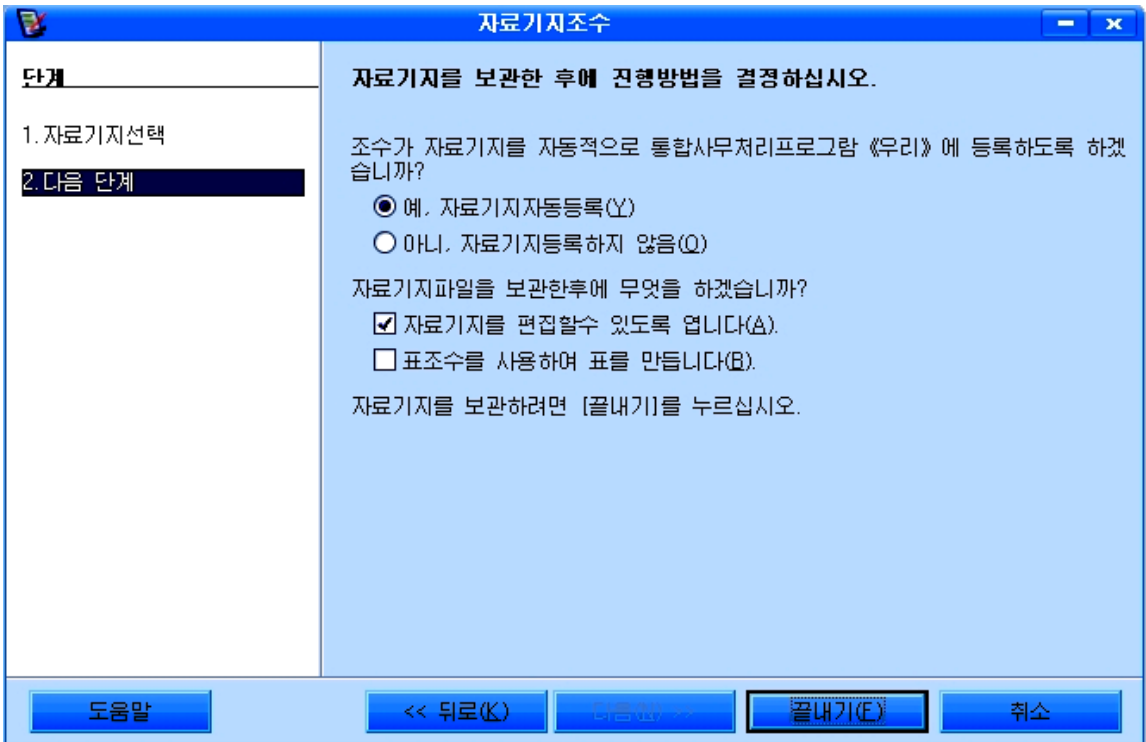 자료기지조수
단계
1.자료기지선택
2.다음 단계
자료기지를 보관한 후에 진행방법을 결정하십시오.
조수가 자료기지를 자동적으로 통합사무처리프로그람 《우리》에 등록하도록 하겠
습니까?
예, 자료기지자동등록(Y)
아니, 자료기지등록하지 않음(O)
자료기지파일을 보관한후에 무엇을 하겠습니까?
자료기지를 편집할수 있도록 엽니다(A).
표조수를 사용하여 표를 만듭니다(B).
자료기지를 보관하려면 [끝내기]를 누르십시오.
도움말
<< 뒤로(K)
다음(N) >>
끝내기(F)
취소